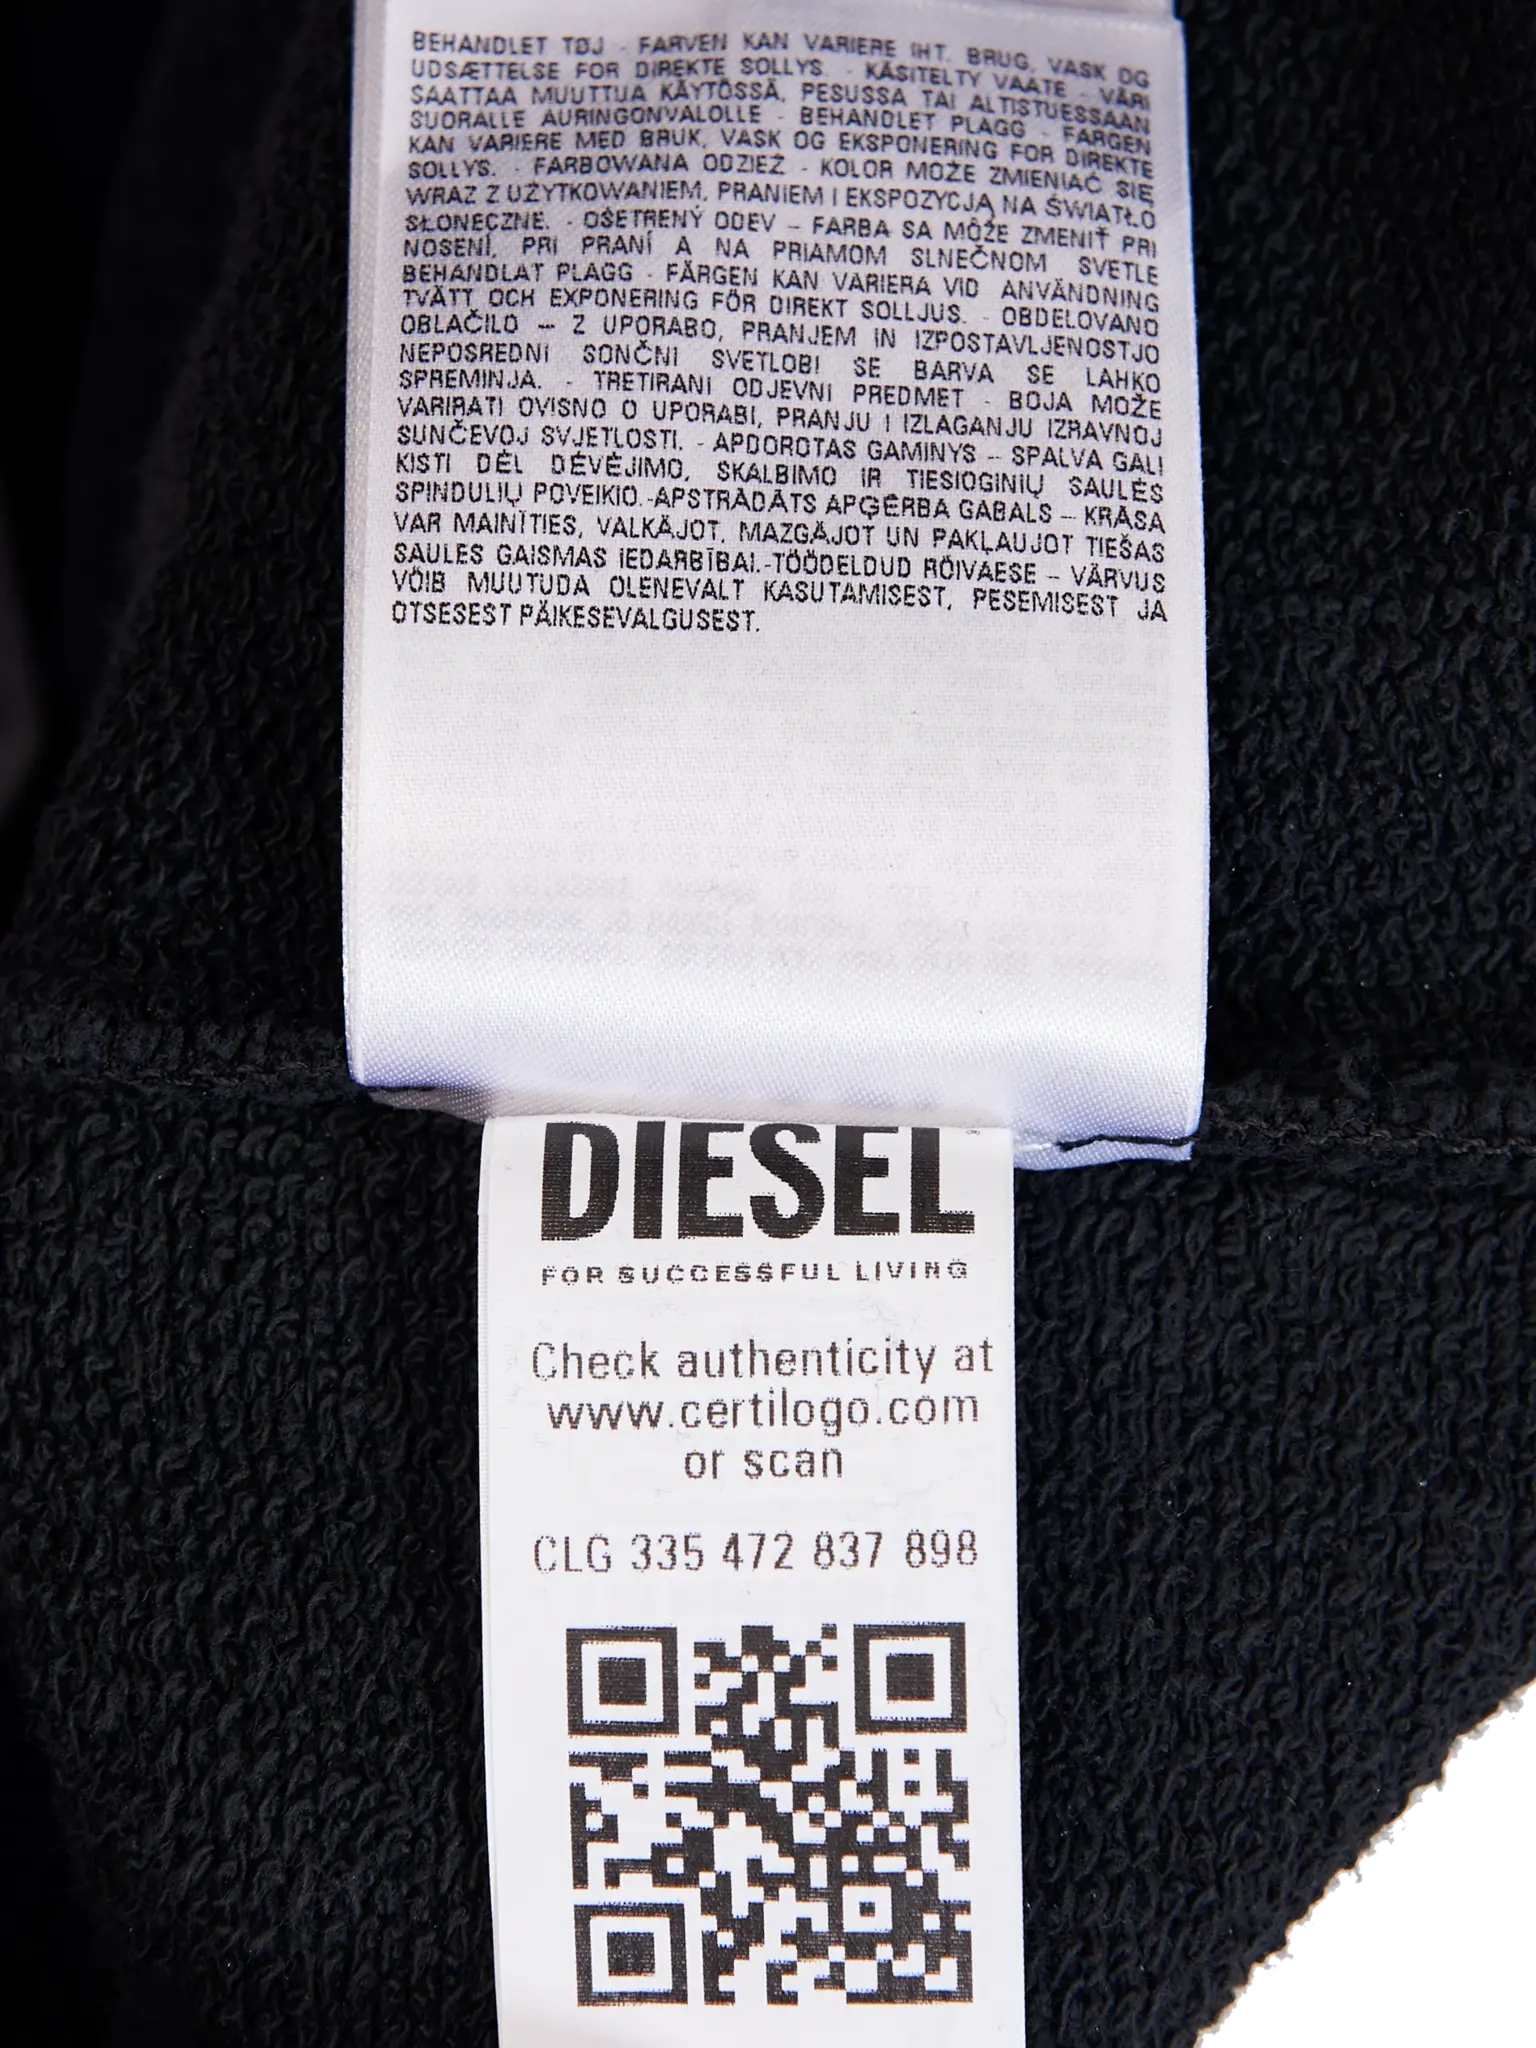 BEHANDLET TØJ - FARVEN KAN VARIERE IHT. BRUG, VASK OG
UDSÆTTELSE FOR DIREKTE SOLLYS. - KÄSITELTY VAATE - VÄRI
SAATTAA MUUTTUA KÄYTÖSSÄ, PESUSSA TAI ALTISTUESSAAN
SUORALLE AURINGONVALOLLE - BEHANDLET PLAGG - FARGEN
KAN VARIERE MED BRUK, VASK OG EKSPONERING FOR DIREKTE
SOLLYS. - FARBOWANA ODZIEŻ - KOLOR MOŻE ZMIENIAĆ SIĘ
WRAZ Z UŻYTKOWANIEM, PRANIEM I EKSPOZYCJĄ NA ŚWIATŁO
SŁONECZNE. - OŠETRENÝ ODEV – FARBA SA MÔŽE ZMENIŤ PRI
NOSENÍ, PRI PRANÍ A NA PRIAMOM SLNEČNOM SVETLE
BEHANDLAT PLAGG - FÄRGEN KAN VARIERA VID ANVÄNDNING
TVÄTT OCH EXPONERING FÖR DIREKT SOLLJUS. - OBDELOVANO
OBLAČILO – Z UPORABO, PRANJEM IN IZPOSTAVLJENOSTJO
NEPOSREDNI SONČNI SVETLOBI SE BARVA SE LAHKO
SPREMINJA. - TRETIRANI ODJEVNI PREDMET - BOJA MOŽE
VARIRATI OVISNO O UPORABI, PRANJU I IZLAGANJU IZRAVNOJ
SUNČEVOJ SVJETLOSTI. - APDOROTAS GAMINYS – SPALVA GALI
KISTI DĖL DĖVĖJIMO, SKALBIMO IR TIESIOGINIŲ SAULĖS
SPINDULIŲ POVEIKIO.-APSTRĀDĀTS APĢĒRBA GABALS – KRĀSA
VAR MAINĪTIES, VALKĀJOT, MAZGĀJOT UN PAKĻAUJOT TIEŠAS
SAULES GAISMAS IEDARBĪBAI.-TÖÖDELDUD RÕIVAESE – VÄRVUS
VÕIB MUUTUDA OLENEVALT KASUTAMISEST, PESEMISEST JA
OTSESEST PÄIKESEVALGUSEST.
DIESEL
FOR SUCCESSFUL LIVING
Check authenticity at
www.certilogo.com
or scan
CLG 335 472 837 898